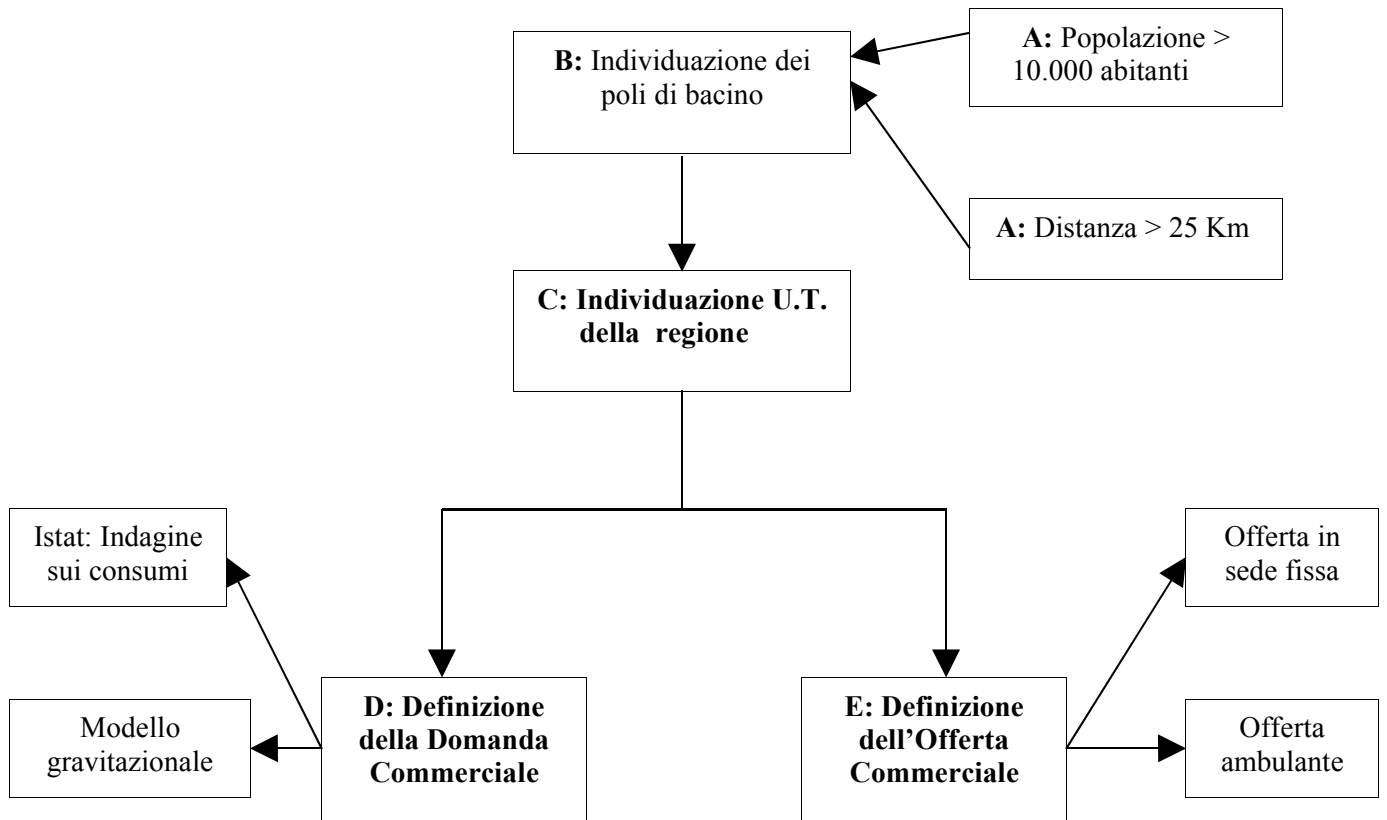 B: Individuazione dei
poli di bacino
A: Popolazione >
10.000 abitanti
A: Distanza > 25 Km
C: Individuazione U.T.
della regione
Istat: Indagine
sui consumi
Offerta in
sede fissa
Modello
gravitazionale
D: Definizione
della Domanda
Commerciale
E: Definizione
dell’Offerta
Commerciale
Offerta
ambulante